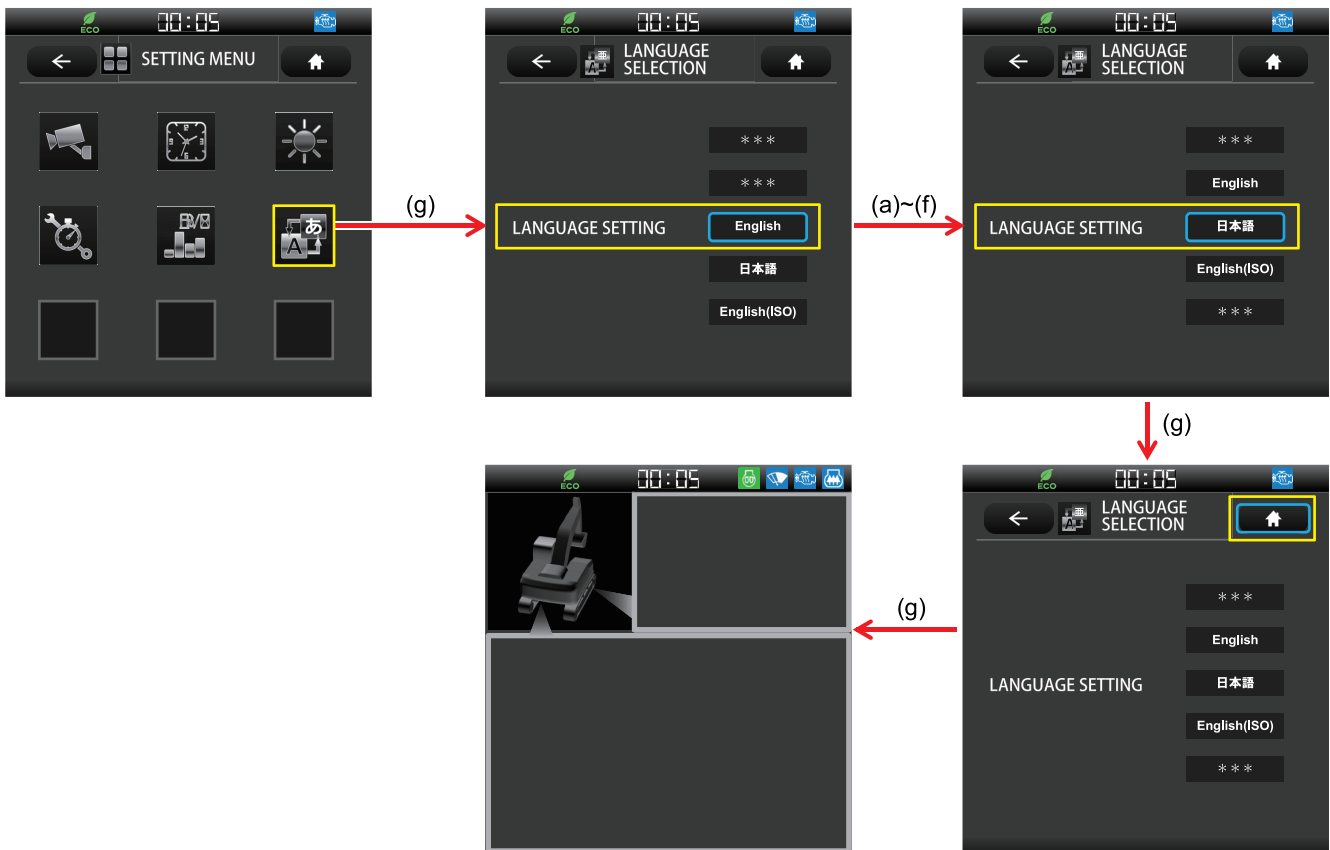 ECO
00:05
SETTING MENU
あ
A
(g)
ECO
00:05
LANGUAGE
SELECTION
***
***
LANGUAGE SETTING
English
日本語
English(ISO)
(a)~(f)
ECO
00:05
LANGUAGE
SELECTION
***
English
LANGUAGE SETTING
日本語
English(ISO)
***
(g)
ECO
00:05
LANGUAGE
SELECTION
***
English
LANGUAGE SETTING
日本語
English(ISO)
***
(g)
ECO
00:05